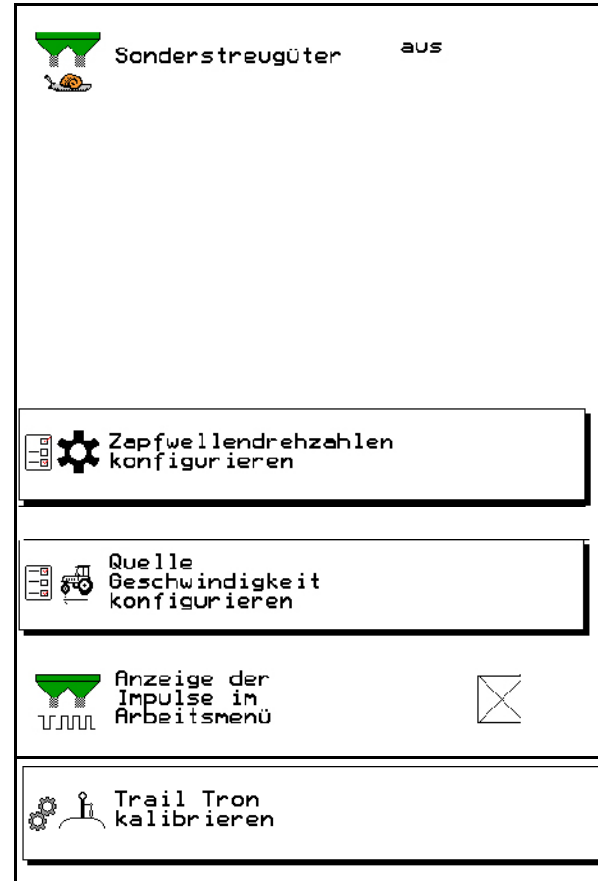 Sonderstreugüter aus
Zapfwellendrehzahlen
konfigurieren
Quelle
Geschwindigkeit
konfigurieren
Anzeige der
Impulse im
Arbeitsmenü
Trail Tron
kalibrieren